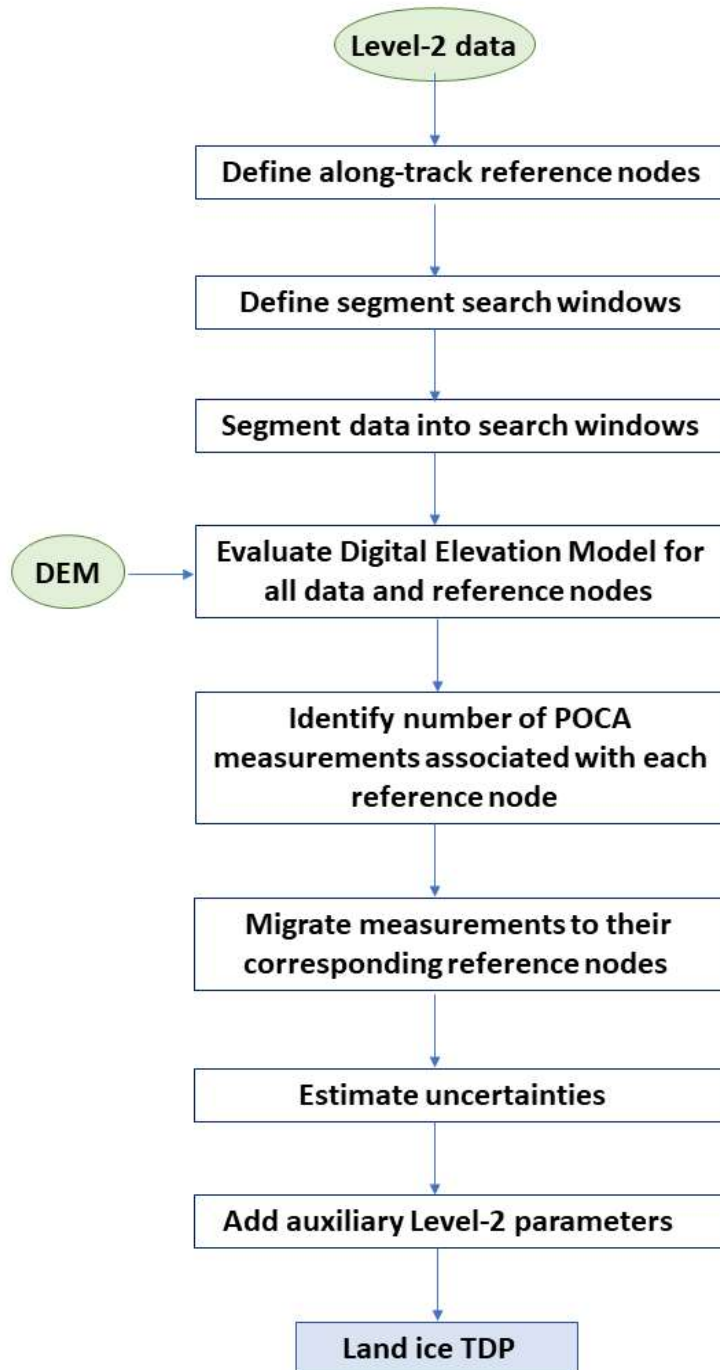 Level-2 data
Define along-track reference nodes
Define segment search windows
Segment data into search windows
DEM
Evaluate Digital Elevation Model for
all data and reference nodes
Identify number of POCA
measurements associated with each
reference node
Migrate measurements to their
corresponding reference nodes
Estimate uncertainties
Add auxiliary Level-2 parameters
Land ice TDP